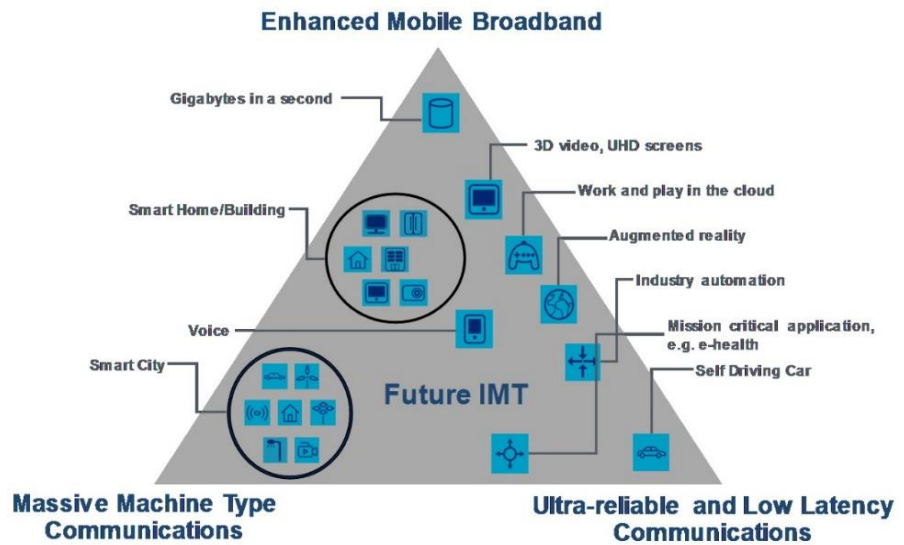 Enhanced Mobile Broadband
Gigabytes in a second
3D video, UHD screens
Work and play in the cloud
Smart Home/Building
Augmented reality
Industry automation
Voice
Mission critical application,
e.g. e-health
Smart City
Self Driving Car
Future IMT
Massive Machine Type
Communications
Ultra-reliable and Low Latency
Communications